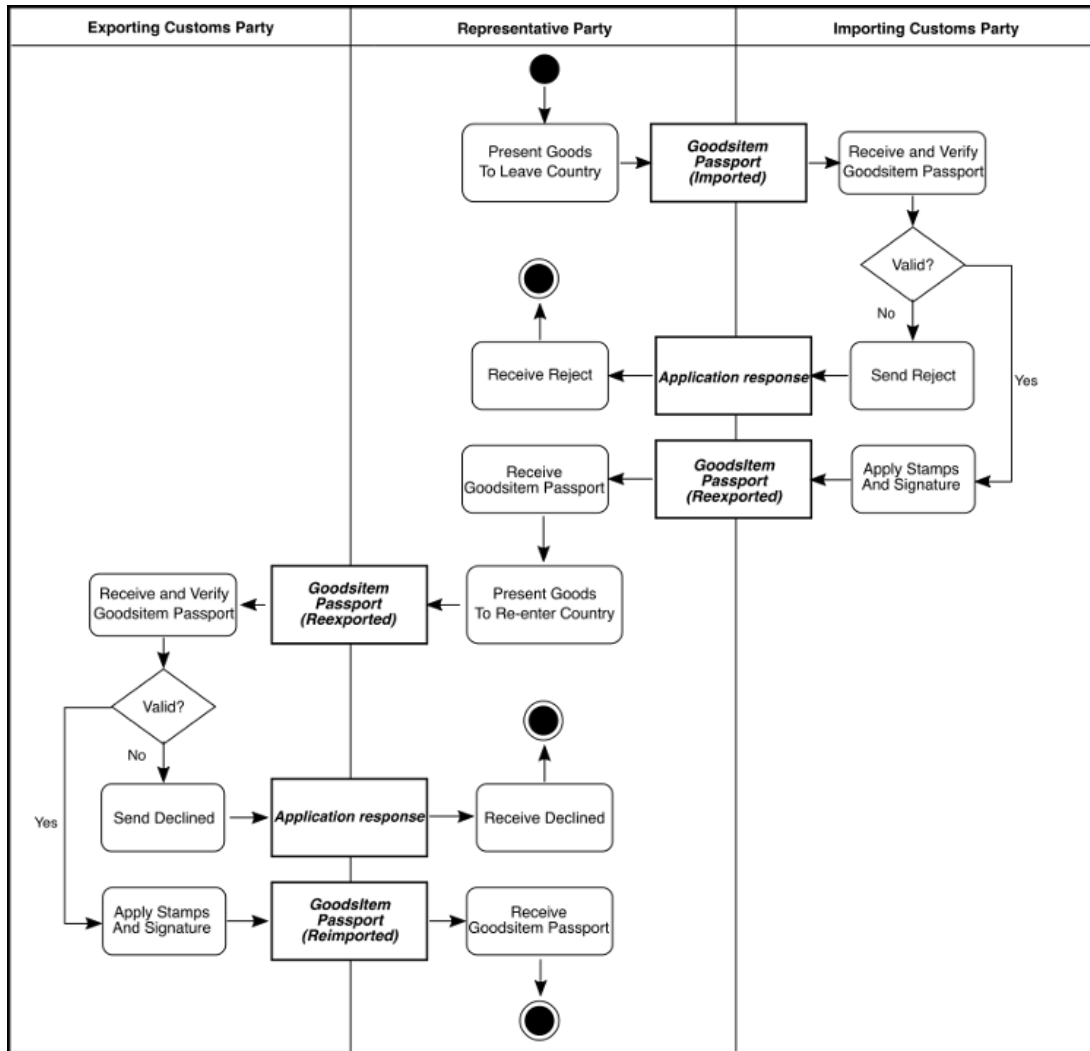 Exporting Customs Party
Representative Party
Importing Customs Party
Present Goods
To Leave Country
Goodsitem
Passport
(Imported)
Receive and Verify
Goodsitem Passport
Valid?
No
Yes
Receive Reject
Application response
Send Reject
Receive
Goodsitem Passport
GoodsItem
Passport
(Reexported)
Apply Stamps
And Signature
Receive and Verify
Goodsitem Passport
Goodsitem
Passport
(Reexported)
Present Goods
To Re-enter Country
Valid?
No
Yes
Send Declined
Application response
Receive Declined
Apply Stamps
And Signature
GoodsItem
Passport
(Reimported)
Receive
Goodsitem Passport